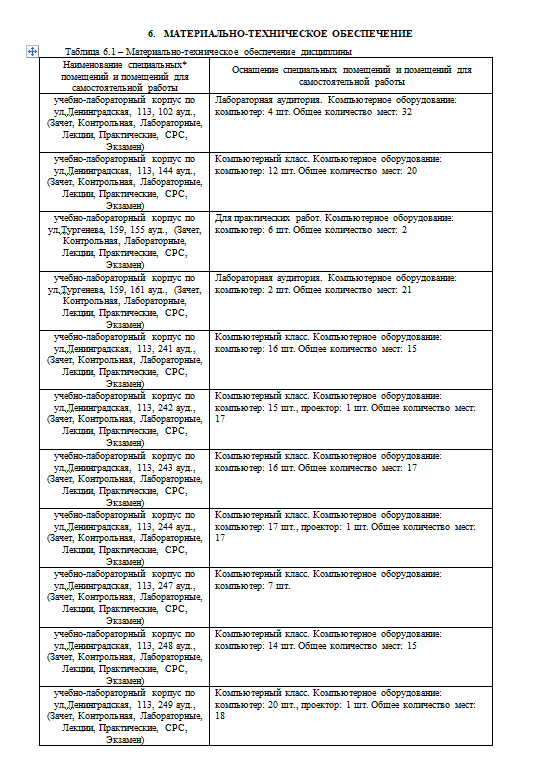 6. МАТЕРИАЛЬНО-ТЕХНИЧЕСКОЕ ОБЕСПЕЧЕНИЕ
Таблица 6.1 – Материально-техническое обеспечение дисциплины
Наименование специальных*
помещений и помещений для
самостоятельной работы
Оснащение специальных помещений и помещений для
самостоятельной работы
учебно-лабораторный корпус по
ул.Ленинградская, 113, 102 ауд.,
(Зачет, Контрольная, Лабораторные,
Лекции, Практические, СРС,
Экзамен)
Лабораторная аудитория. Компьютерное оборудование:
компьютер: 4 шт. Общее количество мест: 32
учебно-лабораторный корпус по
ул.Ленинградская, 113, 144 ауд.,
(Зачет, Контрольная, Лабораторные,
Лекции, Практические, СРС,
Экзамен)
Компьютерный класс. Компьютерное оборудование:
компьютер: 12 шт. Общее количество мест: 20
учебно-лабораторный корпус по
ул.Тургенева, 159, 155 ауд., (Зачет,
Контрольная, Лабораторные,
Лекции, Практические, СРС,
Экзамен)
Для практических работ. Компьютерное оборудование:
компьютер: 6 шт. Общее количество мест: 2
учебно-лабораторный корпус по
ул.Тургенева, 159, 161 ауд., (Зачет,
Контрольная, Лабораторные,
Лекции, Практические, СРС,
Экзамен)
Лабораторная аудитория. Компьютерное оборудование:
компьютер: 2 шт. Общее количество мест: 21
учебно-лабораторный корпус по
ул.Ленинградская, 113, 241 ауд.,
(Зачет, Контрольная, Лабораторные,
Лекции, Практические, СРС,
Экзамен)
Компьютерный класс. Компьютерное оборудование:
компьютер: 16 шт. Общее количество мест: 15
учебно-лабораторный корпус по
ул.Ленинградская, 113, 242 ауд.,
(Зачет, Контрольная, Лабораторные,
Лекции, Практические, СРС,
Экзамен)
Компьютерный класс. Компьютерное оборудование:
компьютер: 15 шт., проектор: 1 шт. Общее количество мест:
17
учебно-лабораторный корпус по
ул.Ленинградская, 113, 243 ауд.,
(Зачет, Контрольная, Лабораторные,
Лекции, Практические, СРС,
Экзамен)
Компьютерный класс. Компьютерное оборудование:
компьютер: 16 шт. Общее количество мест: 17
учебно-лабораторный корпус по
ул.Ленинградская, 113, 244 ауд.,
(Зачет, Контрольная, Лабораторные,
Лекции, Практические, СРС,
Экзамен)
Компьютерный класс. Компьютерное оборудование:
компьютер: 17 шт., проектор: 1 шт. Общее количество мест:
17
учебно-лабораторный корпус по
ул.Ленинградская, 113, 247 ауд.,
(Зачет, Контрольная, Лабораторные,
Лекции, Практические, СРС,
Экзамен)
Компьютерный класс. Компьютерное оборудование:
компьютер: 7 шт.
учебно-лабораторный корпус по
ул.Ленинградская, 113, 248 ауд.,
(Зачет, Контрольная, Лабораторные,
Лекции, Практические, СРС,
Экзамен)
Компьютерный класс. Компьютерное оборудование:
компьютер: 14 шт. Общее количество мест: 15
учебно-лабораторный корпус по
ул.Ленинградская, 113, 249 ауд.,
(Зачет, Контрольная, Лабораторные,
Лекции, Практические, СРС,
Экзамен)
Компьютерный класс. Компьютерное оборудование:
компьютер: 20 шт., проектор: 1 шт. Общее количество мест:
18